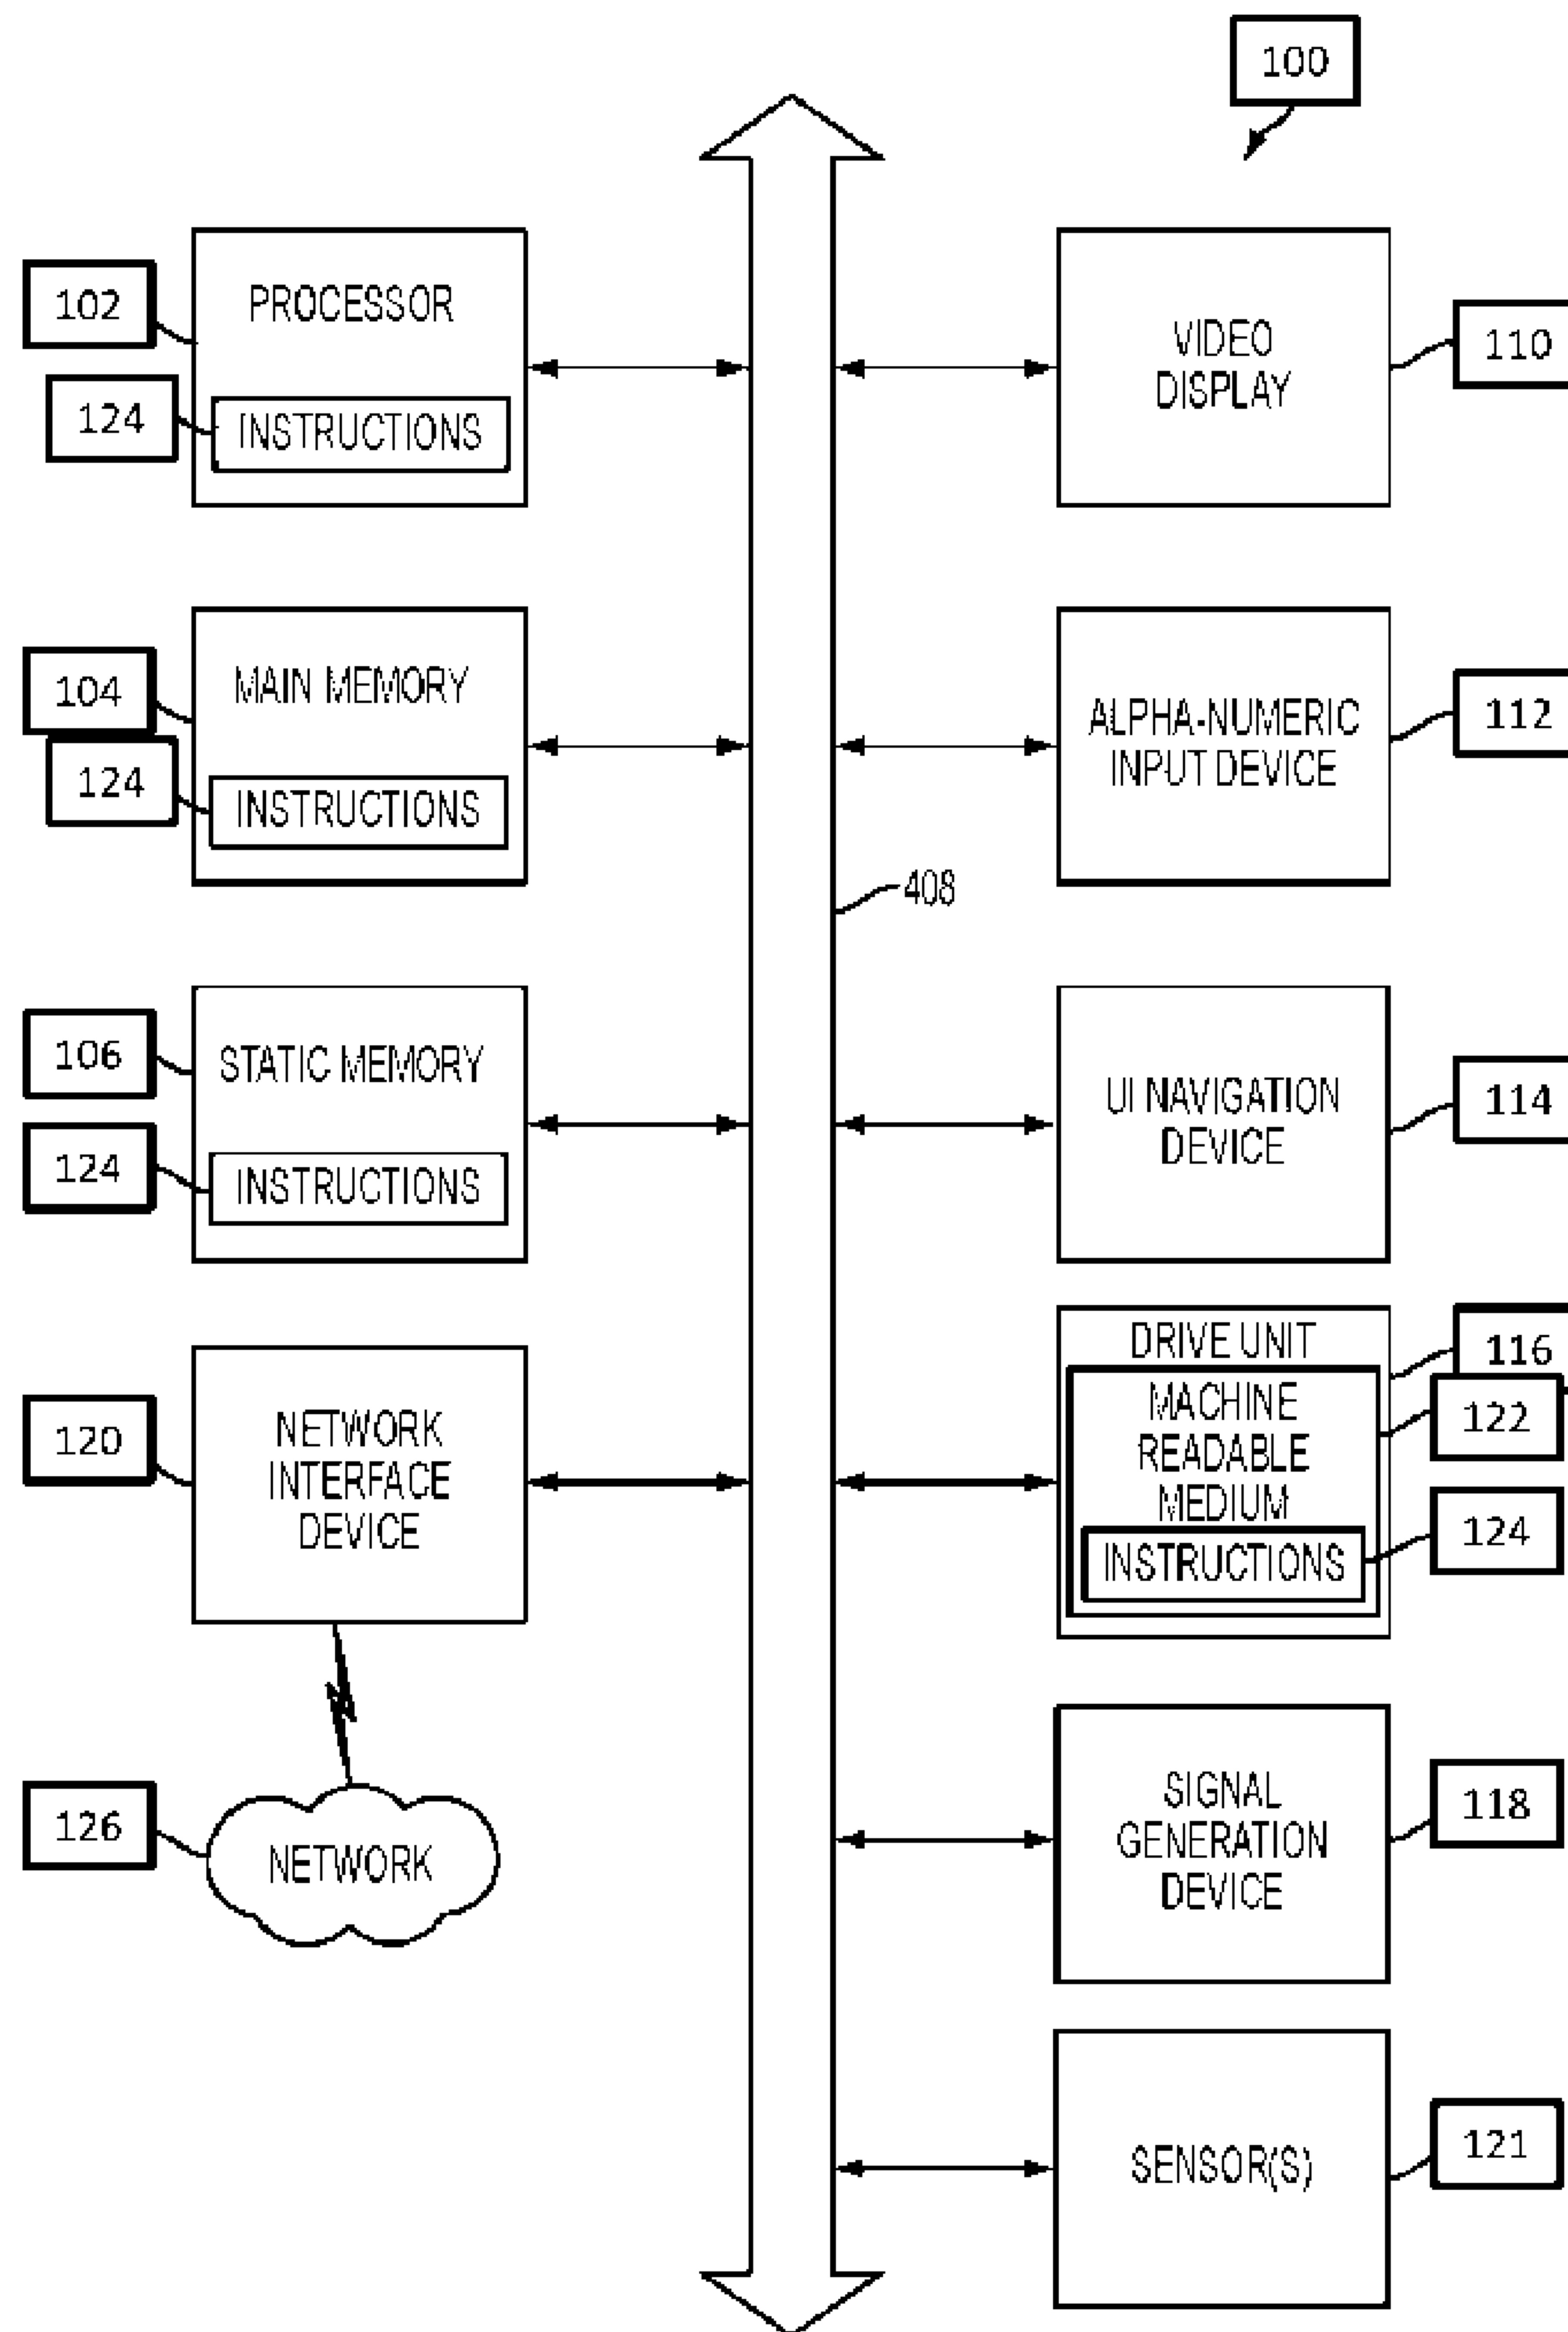 100
102
PROCESSOR
124
INSTRUCTIONS
VIDEO
DISPLAY
110
104
MAIN MEMORY
124
INSTRUCTIONS
ALPHA-NUMERIC
INPUT DEVICE
112
408
106
STATIC MEMORY
124
INSTRUCTIONS
UI NAVIGATION
DEVICE
114
120
NETWORK
INTERFACE
DEVICE
DRIVE UNIT
116
MACHINE
READABLE
MEDIUM
122
INSTRUCTIONS
124
126
NETWORK
SIGNAL
GENERATION
DEVICE
118
SENSOR(S)
121